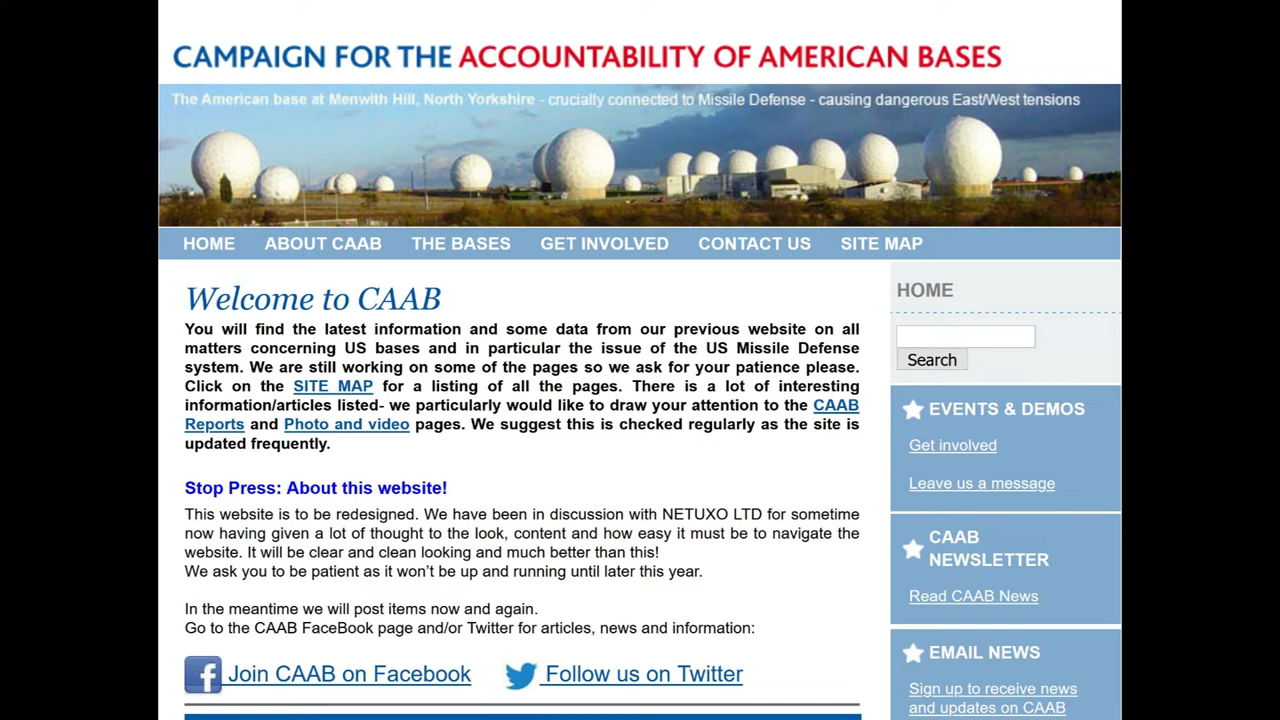 CAMPAIGN FOR THE ACCOUNTABILITY OF AMERICAN BASES
The American base at Menwith Hill, North Yorkshire - crucially connected to Missile Defense - causing dangerous East/West tensions
HOME ABOUT CAAB THE BASES GET INVOLVED CONTACT US SITE MAP
Welcome to CAAB
You will find the latest information and some data from our previous website on all
matters concerning US bases and in particular the issue of the US Missile Defense
system. We are still working on some of the pages so we ask for your patience please.
Click on the SITE MAP for a listing of all the pages. There is a lot of interesting
information/articles listed- we particularly would like to draw your attention to the CAAB
Reports and Photo and video pages. We suggest this is checked regularly as the site is
updated frequently.
Stop Press: About this website!
This website is to be redesigned. We have been in discussion with NETUXO LTD for sometime
now having given a lot of thought to the look, content and how easy it must be to navigate the
website. It will be clear and clean looking and much better than this!
We ask you to be patient as it won't be up and running until later this year.
In the meantime we will post items now and again.
Go to the CAAB FaceBook page and/or Twitter for articles, news and information:
Join CAAB on Facebook Follow us on Twitter
HOME
Search
EVENTS & DEMOS
Get involved
Leave us a message
CAAB
NEWSLETTER
Read CAAB News
EMAIL NEWS
Sign up to receive news
and updates on CAAB